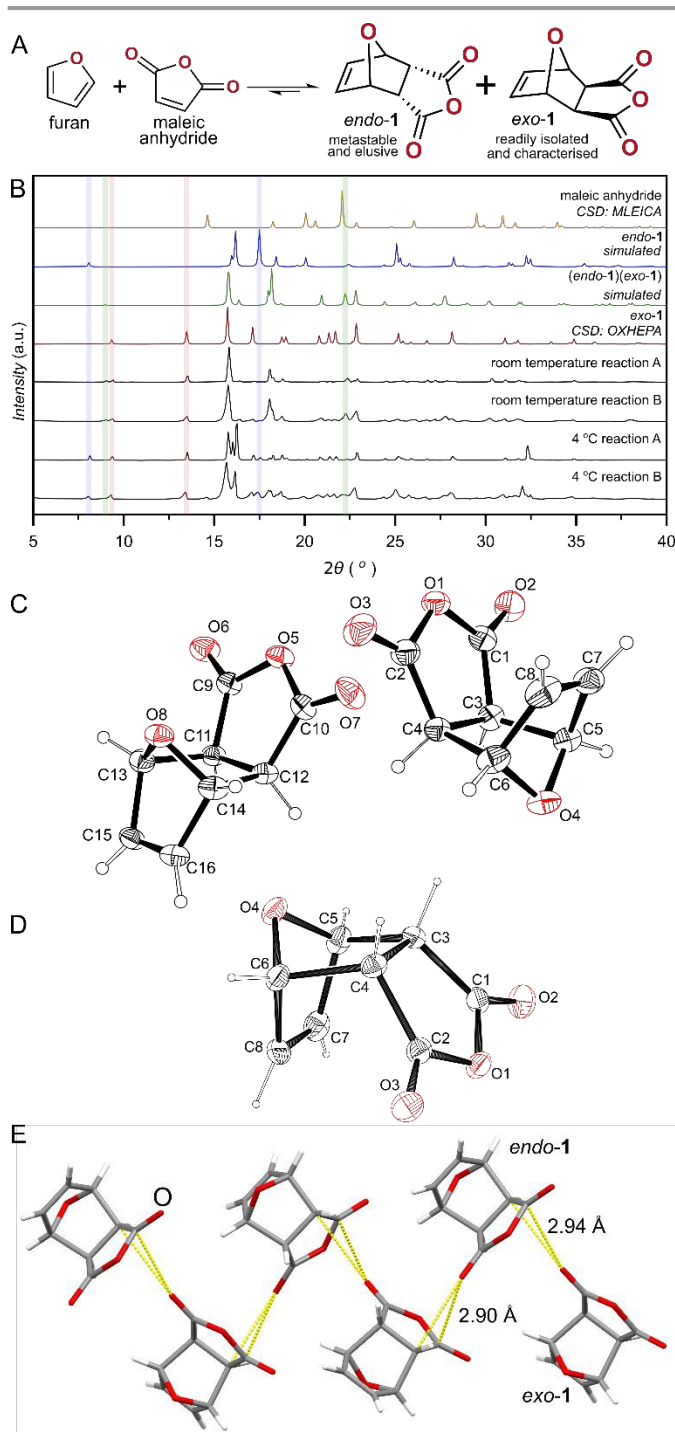 A
O
O O O
furan
+
maleic
anhydride
O
O
O
O
endo-1
metastable
and elusive
+
O
O
O
O
exo-1
readily isolated
and characterised
B
maleic anhydride
CSD: MLEICA
endo-1
simulated
(endo-1)(exo-1)
simulated
exo-1
CSD: OXHEPA
room temperature reaction A
room temperature reaction B
4 °C reaction A
4 °C reaction B
Intensity (a.u.)
5 10 15 20 25 30 35 40
2θ ( ° )
C
O1 O2
O3
O6 O5
C7
C8
C2 C1
C9
O7
C10
O8
C3
C4 C5
C11
C12
C13
C14
C6
O4
C15
C16
D
O4
C5
C3
C6
C4
C1
O2
C7
C8
C2
O1
O3
E
endo-1
O
2.94 Å
2.90 Å
exo-1